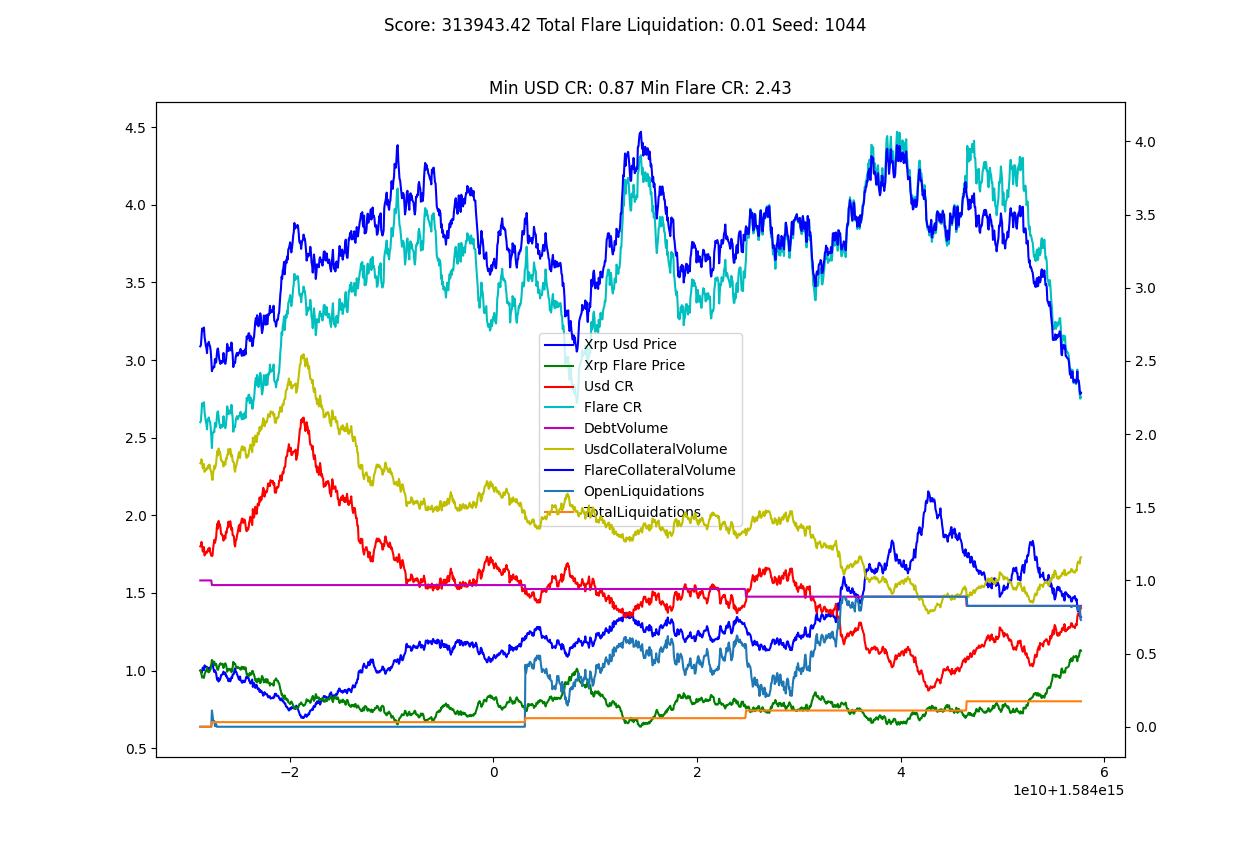 Score: 313943.42 Total Flare Liquidation: 0.01 Seed: 1044
Min USD CR: 0.87 Min Flare CR: 2.43
4.5
4.0
3.5
3.0
2.5
2.0
1.5
1.0
0.5
4.0
3.5
3.0
2.5
2.0
1.5
1.0
0.5
0.0
Xrp Usd Price
Xrp Flare Price
Usd CR
Flare CR
DebtVolume
UsdCollateralVolume
FlareCollateralVolume
OpenLiquidations
TotalLiquidations
−2 0 2 4 6
1e10+1.584e15